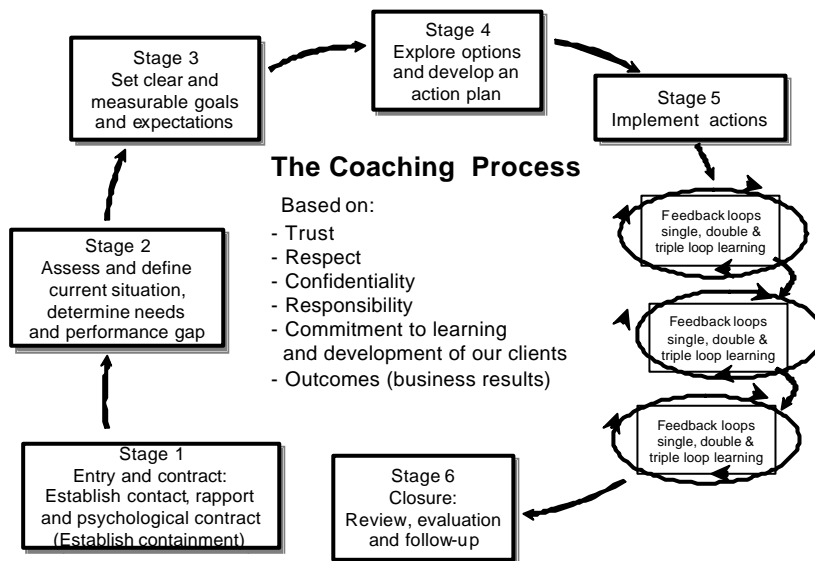 Stage 3
Set clear and
measurable goals
and expectations
Stage 4
Explore options
and develop an
action plan
Stage 5
Implement actions
The Coaching Process
Based on:
- Trust
- Respect
- Confidentiality
- Responsibility
- Commitment to learning
and development of our clients
- Outcomes (business results)
Stage 2
Assess and define
current situation,
determine needs
and performance gap
Stage 1
Entry and contract:
Establish contact, rapport
and psychological contract
(Establish containment)
Feedback loops
single, double &
triple loop learning
Feedback loops
single, double &
triple loop learning
Feedback loops
single, double &
triple loop learning
Stage 6
Closure:
Review, evaluation
and follow-up